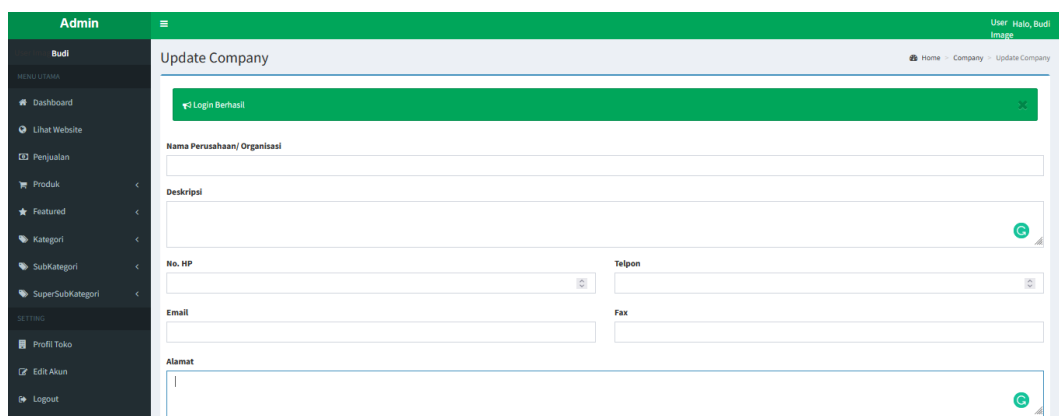 Admin
User Halo, Budi
Image
Budi
Update Company
Home > Company > Update Company
MENU UTAMA
Dashboard
Lihat Website
Penjualan
Produk
Featured
Kategori
SubKategori
SuperSubKategori
SETTING
Profil Toko
Edit Akun
Logout
Login Berhasil
Nama Perusahaan/ Organisasi
Deskripsi
No. HP
Telpon
Email
Fax
Alamat